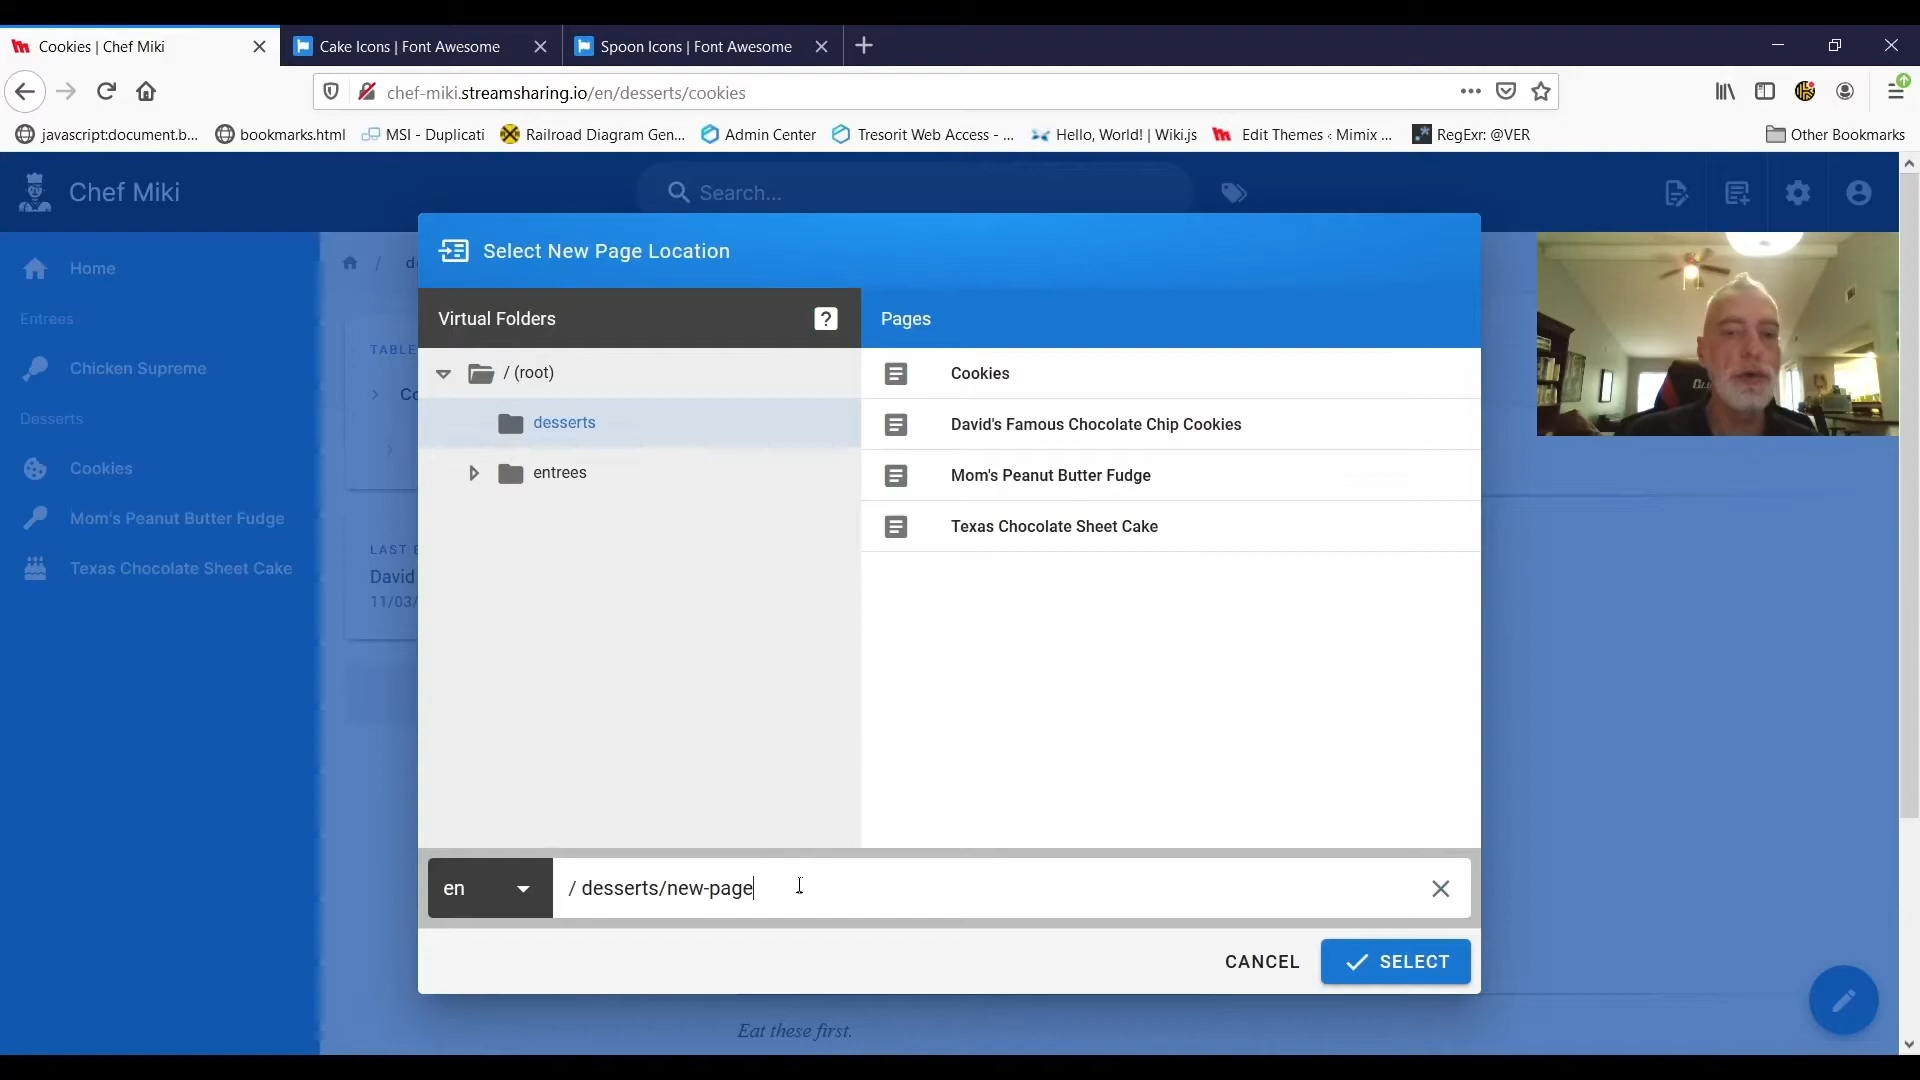 Cookies | Chef Miki
Cake Icons | Font Awesome
Spoon Icons | Font Awesome
chef-miki.streamsharing.io/en/desserts/cookies
javascript:document.b...
bookmarks.html
MSI - Duplicati
Railroad Diagram Gen...
Admin Center
Tresorit Web Access - ...
Hello, World! | Wiki.js
Edit Themes ‹ Mimix ...
RegExr: @VER
Other Bookmarks
Chef Miki
Search...
Home
Entrees
Chicken Supreme
Desserts
Cookies
Mom's Peanut Butter Fudge
Texas Chocolate Sheet Cake
/ d
TABLE
Co
LAST E
David
11/03/
Select New Page Location
Virtual Folders
?
/ (root)
desserts
entrees
Pages
Cookies
David's Famous Chocolate Chip Cookies
Mom's Peanut Butter Fudge
Texas Chocolate Sheet Cake
en
/ desserts/new-page
CANCEL
SELECT
Eat these first.